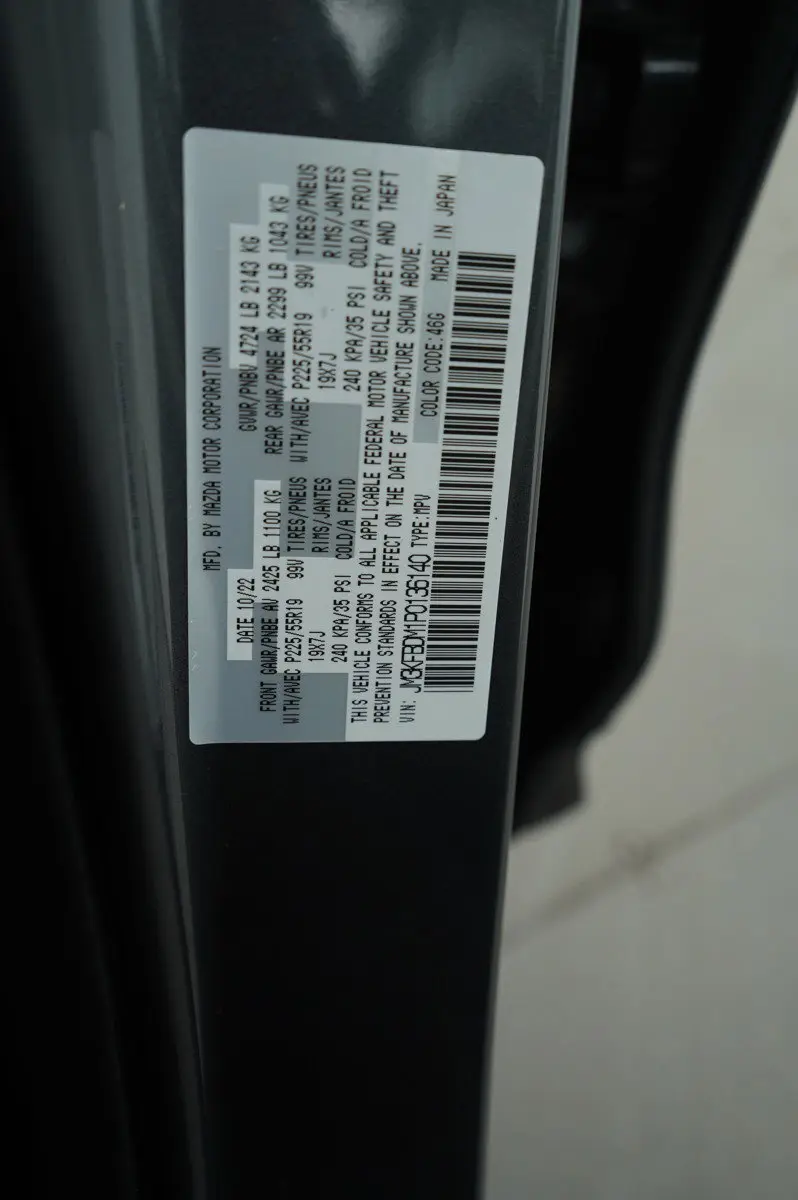 MFD. BY MAZDA MOTOR CORPORATION
DATE 10/22 GVWR/PNBV 4724 LB 2143 KG
FRONT GAWR/PNBE AV 2425 LB 1100 KG REAR GAWR/PNBE AR 2299 LB 1043 KG
WITH/AVEC P225/55R19 99V TIRES/PNEUS WITH/AVEC P225/55R19 99V TIRES/PNEUS
19X7J RIMS/JANTES 19X7J RIMS/JANTES
240 KPA/35 PSI COLD/A FROID 240 KPA/35 PSI COLD/A FROID
THIS VEHICLE CONFORMS TO ALL APPLICABLE FEDERAL MOTOR VEHICLE SAFETY AND THEFT
PREVENTION STANDARDS IN EFFECT ON THE DATE OF MANUFACTURE SHOWN ABOVE.
VIN: JM3KFBDM1P0136140 TYPE:MPV COLOR CODE:46G MADE IN JAPAN